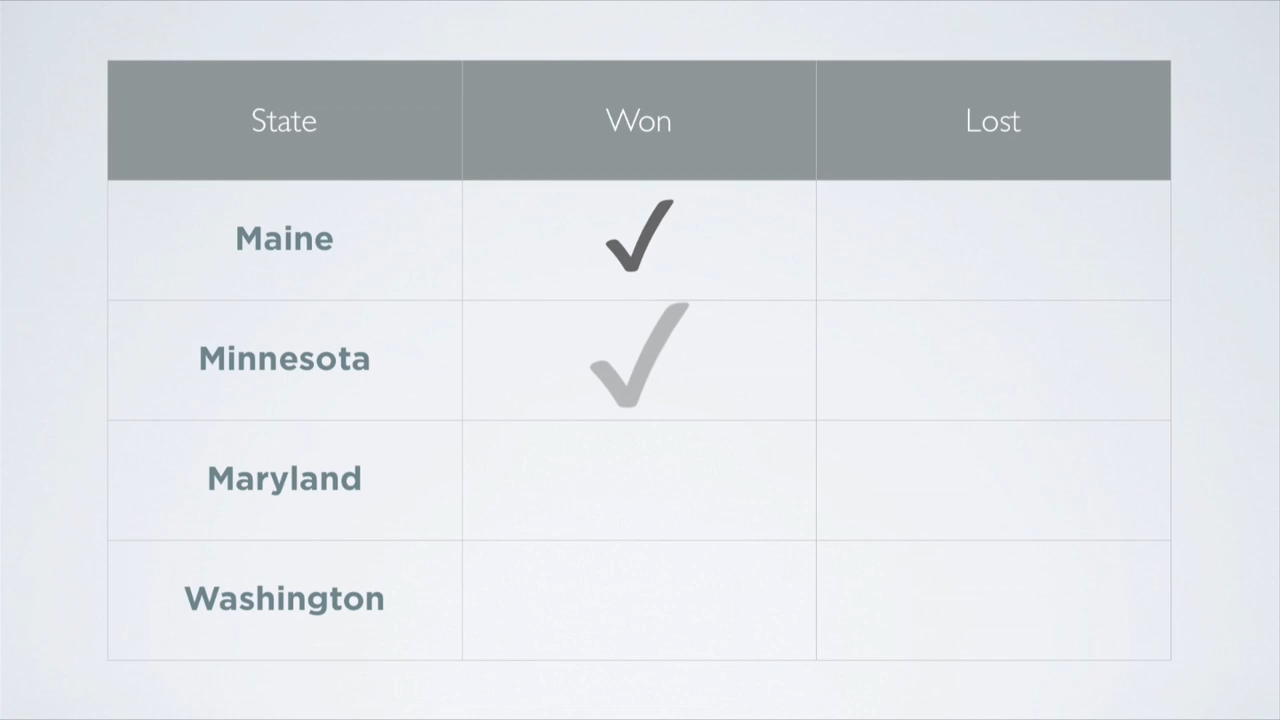 State Won Lost
Maine ✓
Minnesota ✓
Maryland
Washington